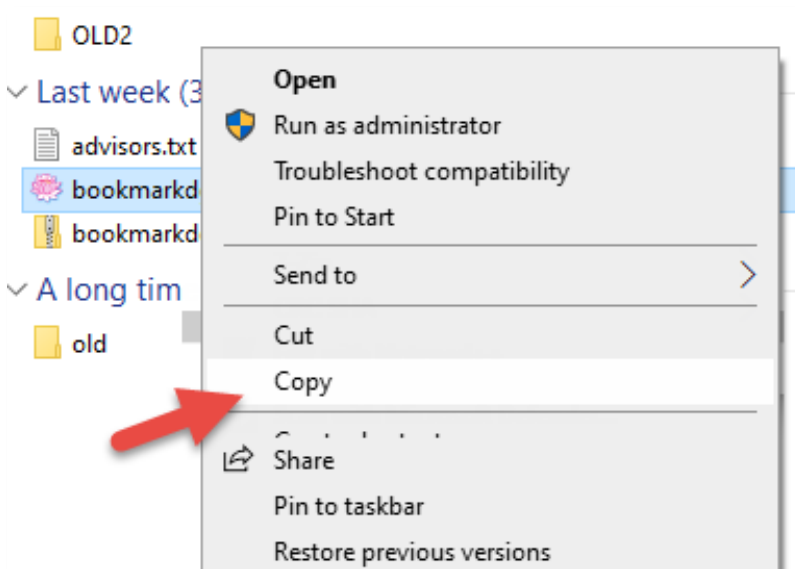 OLD2
Last week (3
advisors.txt
bookmarkd
bookmarkd
A long tim
old
Open
Run as administrator
Troubleshoot compatibility
Pin to Start
Send to
Cut
Copy
Share
Pin to taskbar
Restore previous versions